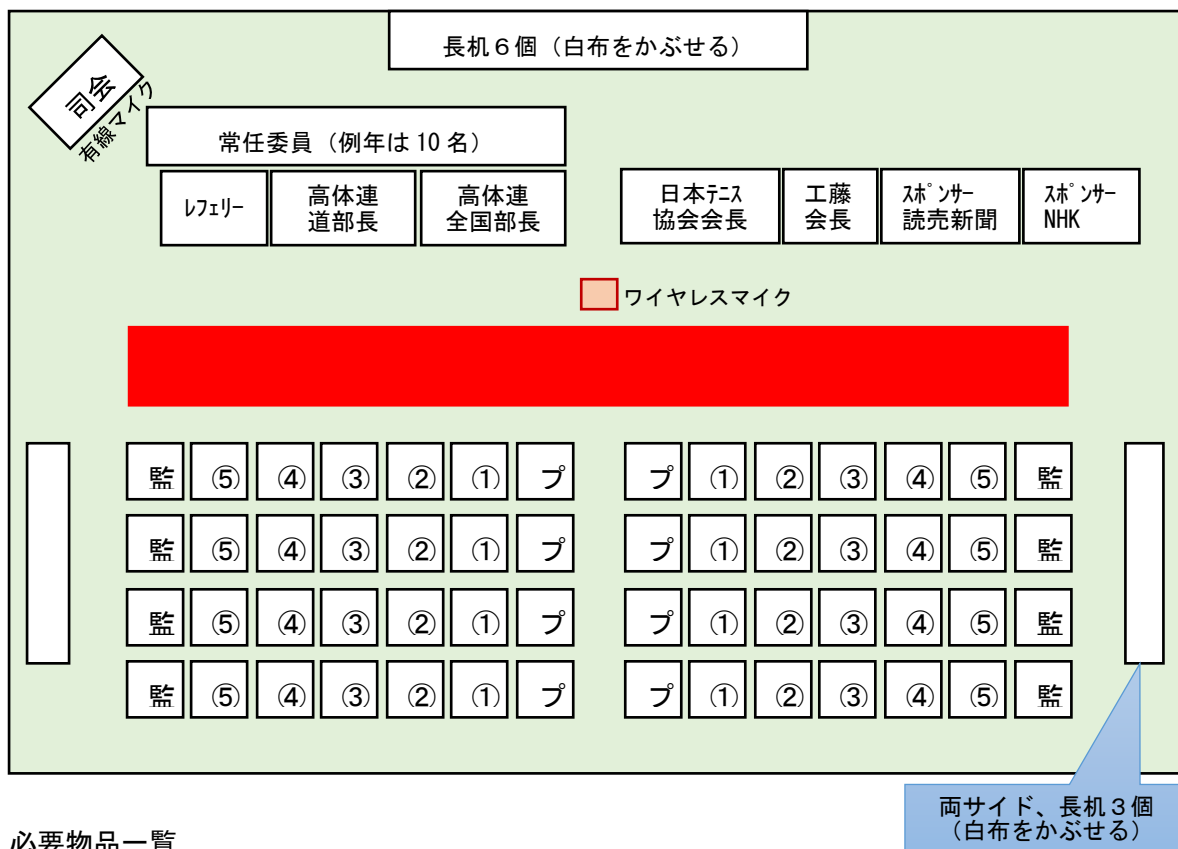 長机６個（白布をかぶせる）
司会
有線マイク
常任委員（例年は 10 名）
ﾚﾌｪﾘｰ
高体連
道部長
高体連
全国部長
日本ﾃﾆｽ
協会会長
工藤
会長
ｽﾎﾟﾝｻｰ
読売新聞
ｽﾎﾟﾝｻｰ
NHK
ワイヤレスマイク
監 ⑤ ④ ③ ② ① プ プ ① ② ③ ④ ⑤ 監
監 ⑤ ④ ③ ② ① プ プ ① ② ③ ④ ⑤ 監
監 ⑤ ④ ③ ② ① プ プ ① ② ③ ④ ⑤ 監
監 ⑤ ④ ③ ② ① プ プ ① ② ③ ④ ⑤ 監
両サイド、長机３個
（白布をかぶせる）
必要物品一覧